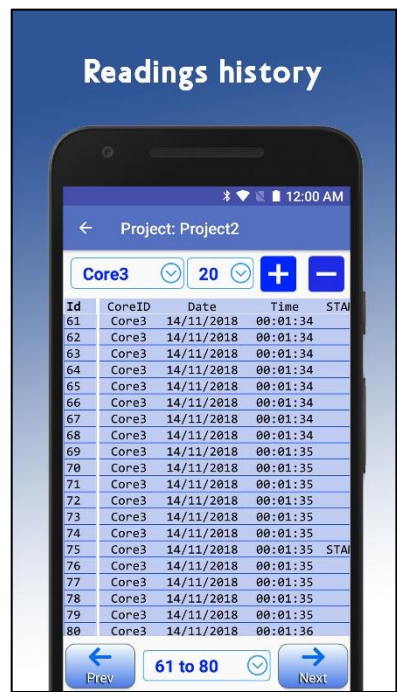 Readings history
12:00 AM
Project: Project2
Core3 20 + −
Id CoreID Date Time STA
61 Core3 14/11/2018 00:01:34
62 Core3 14/11/2018 00:01:34
63 Core3 14/11/2018 00:01:34
64 Core3 14/11/2018 00:01:34
65 Core3 14/11/2018 00:01:34
66 Core3 14/11/2018 00:01:34
67 Core3 14/11/2018 00:01:34
68 Core3 14/11/2018 00:01:34
69 Core3 14/11/2018 00:01:35
70 Core3 14/11/2018 00:01:35
71 Core3 14/11/2018 00:01:35
72 Core3 14/11/2018 00:01:35
73 Core3 14/11/2018 00:01:35
74 Core3 14/11/2018 00:01:35
75 Core3 14/11/2018 00:01:35 STA
76 Core3 14/11/2018 00:01:35
77 Core3 14/11/2018 00:01:35
78 Core3 14/11/2018 00:01:35
79 Core3 14/11/2018 00:01:35
80 Core3 14/11/2018 00:01:36
Prev 61 to 80 Next